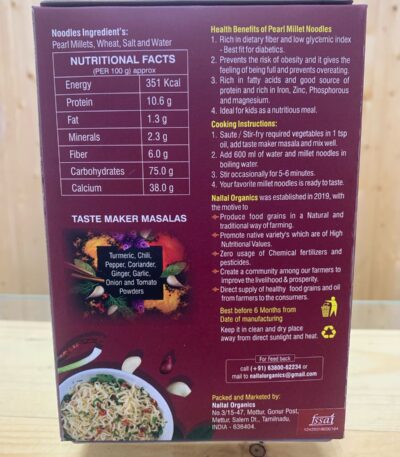 Noodles Ingredient's:
Pearl Millets, Wheat, Salt and Water
NUTRITIONAL FACTS
(PER 100 g) approx
Energy 351 Kcal
Protein 10.6 g
Fat 1.3 g
Minerals 2.3 g
Fiber 6.0 g
Carbohydrates 75.0 g
Calcium 38.0 g
TASTE MAKER MASALAS
Turmeric, Chili,
Pepper, Coriander,
Ginger, Garlic,
Onion and Tomato
Powders
Health Benefits of Pearl Millet Noodles
1. Rich in dietary fiber and low glycemic index
- Best fit for diabetics.
2. Prevents the risk of obesity and it gives the
feeling of being full and prevents overeating.
3. Rich in fatty acids and good source of
protein and rich in Iron, Zinc, Phosphorous
and magnesium.
4. Ideal for kids as a nutritious meal.
Cooking Instructions:
1. Saute / Stir-fry required vegetables in 1 tsp
oil, add taste maker masala and mix well.
2. Add 600 ml of water and millet noodles in
boiling water.
3. Stir occasionally for 5-6 minutes.
4. Your favorite millet noodles is ready to taste.
Nallal Organics was established in 2019, with
the motive to
Produce food grains in a Natural and
traditional way of farming.
Promote native variety's which are of High
Nutritional Values.
Zero usage of Chemical fertilizers and
pesticides.
Create a community among our farmers to
improve the livelihood & prosperity.
Direct supply of healthy food grains and oil
from farmers to the consumers.
Best before 6 Months from
Date of manufacturing
Keep it in clean and dry place
away from direct sunlight and heat.
For Feed back
call (+91) 63800-62234 or
mail to nallalorganics@gmail.com
Packed and Marketed by:
Nallal Organics
No 3/15-47, Mottur, Gonur Post,
Mettur, Salem Dt., Tamilnadu,
INDIA - 636404.
fssai